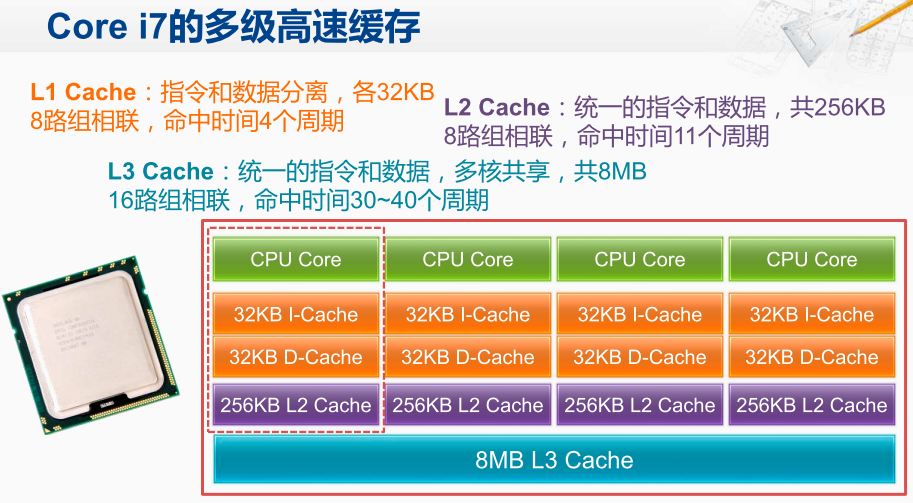 Core i7的多级高速缓存
L1 Cache：指令和数据分离，各32KB
8路组相联，命中时间4个周期
L2 Cache：统一的指令和数据，共256KB
8路组相联，命中时间11个周期
L3 Cache：统一的指令和数据，多核共享，共8MB
16路组相联，命中时间30~40个周期
CPU Core CPU Core CPU Core CPU Core
32KB I-Cache 32KB I-Cache 32KB I-Cache 32KB I-Cache
32KB D-Cache 32KB D-Cache 32KB D-Cache 32KB D-Cache
256KB L2 Cache 256KB L2 Cache 256KB L2 Cache 256KB L2 Cache
8MB L3 Cache